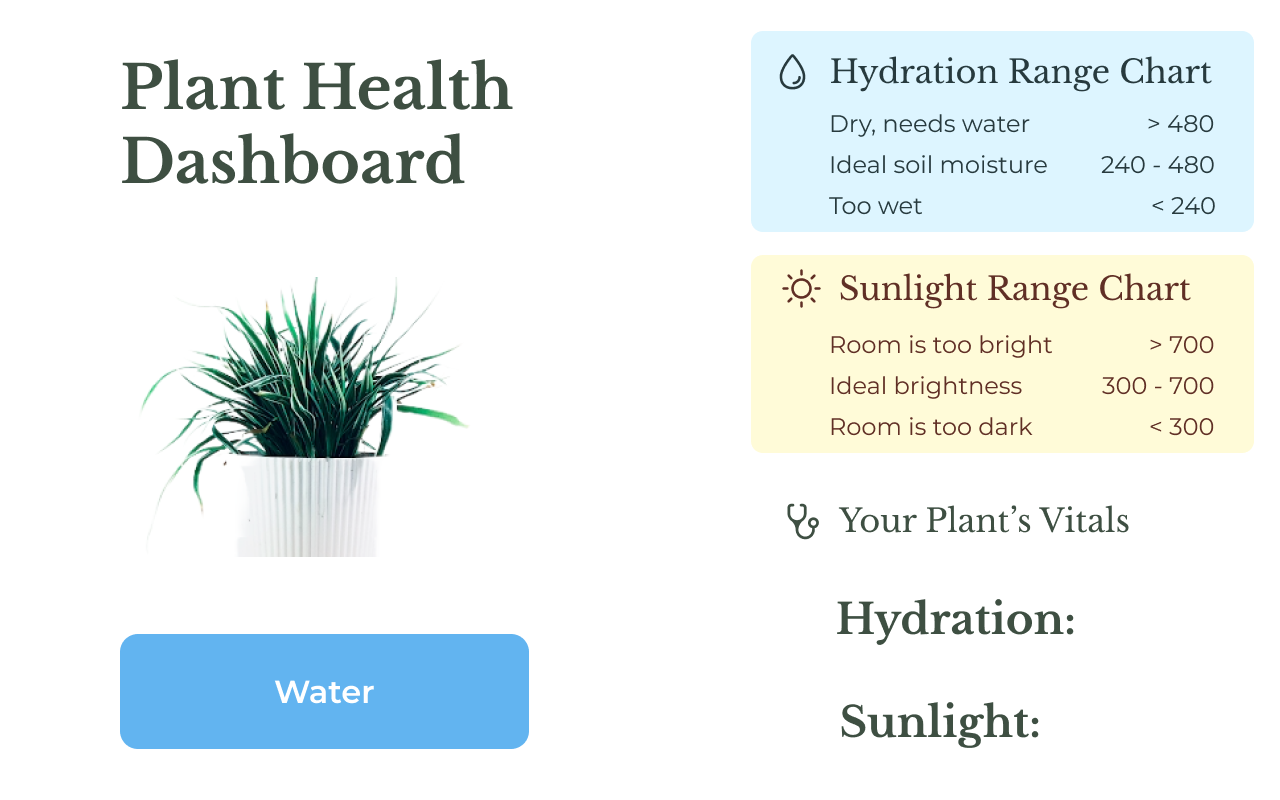 Plant Health
Dashboard
Water
Hydration Range Chart
Dry, needs water > 480
Ideal soil moisture 240 - 480
Too wet < 240
Sunlight Range Chart
Room is too bright > 700
Ideal brightness 300 - 700
Room is too dark < 300
Your Plant’s Vitals
Hydration:
Sunlight: